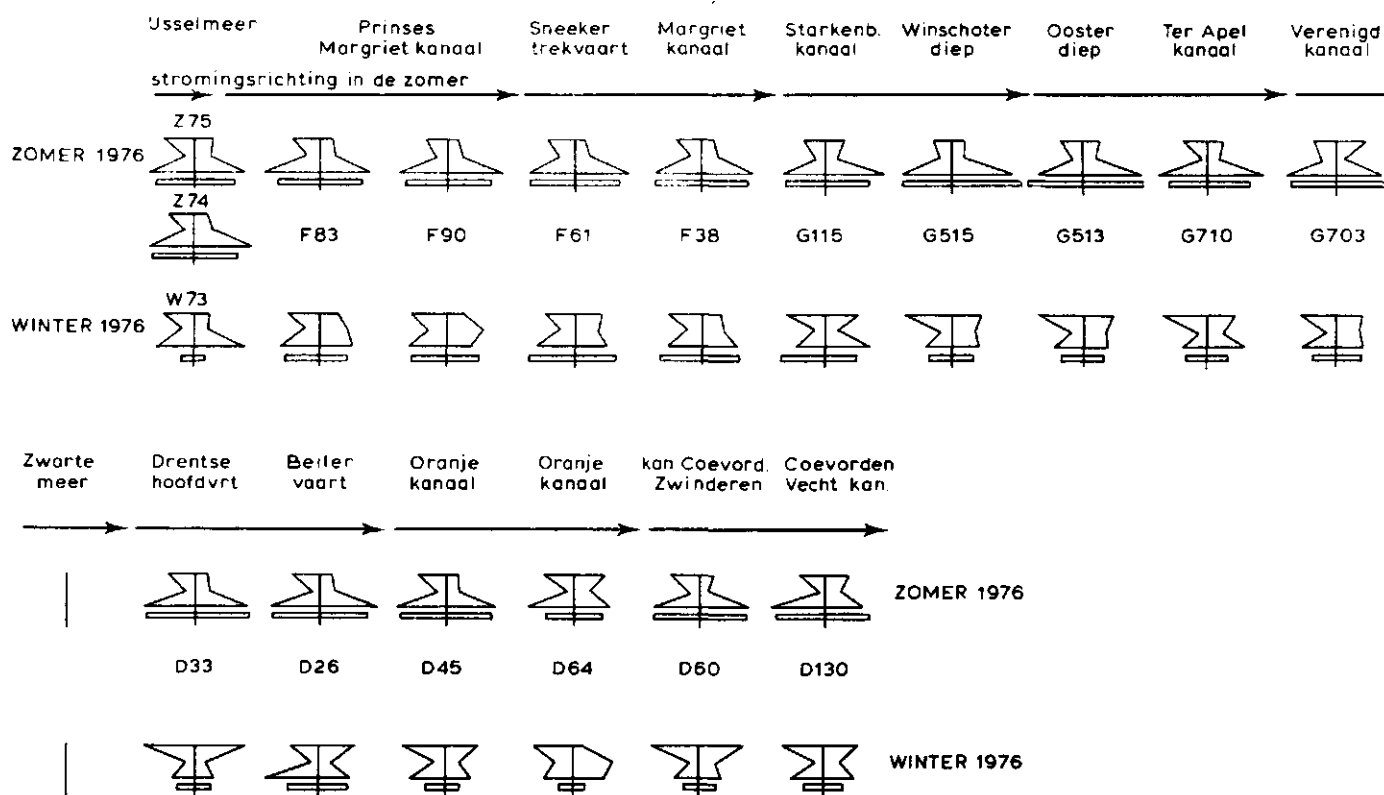 IJsselmeer Prinses Sneeker Margriet Starkenb. Winschoter Ooster Ter Apel Verenigd
Margriet kanaal trekvaart kanaal kanaal diep diep kanaal kanaal
stromingsrichting in de zomer
Z75
ZOMER 1976
Z74
F83 F90 F61 F38 G115 G515 G513 G710 G703
W73
WINTER 1976
Zwarte Drentse Beiler Oranje Oranje kan Coevord. Coevorden
meer hoofdvrt vaart kanaal kanaal Zwinderen Vecht kan.
ZOMER 1976
D33 D26 D45 D64 D60 D130
WINTER 1976